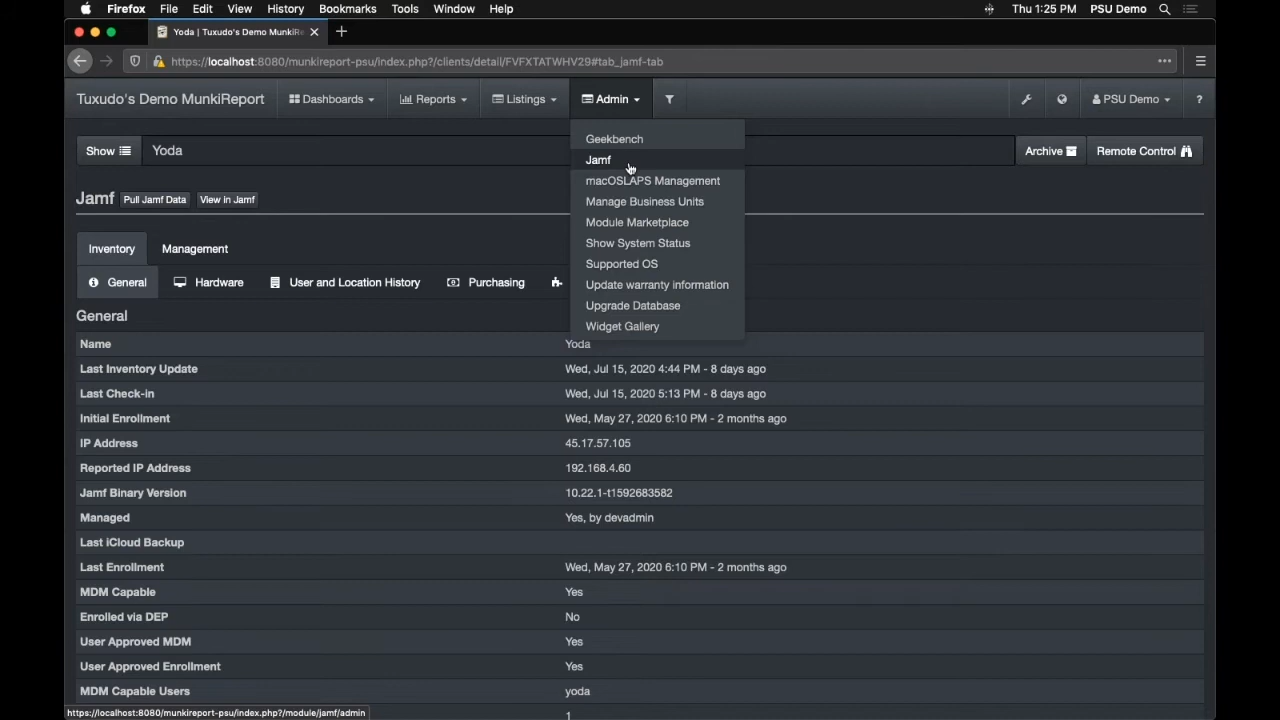 Firefox File Edit View History Bookmarks Tools Window Help Thu 1:25 PM PSU Demo
Yoda | Tuxudo's Demo MunkiRe
https://localhost:8080/munkireport-psu/index.php?/clients/detail/FVFXTATWHV29#tab_jamf-tab
Tuxudo's Demo MunkiReport Dashboards Reports Listings Admin PSU Demo ?
Geekbench
Jamf
macOSLAPS Management
Manage Business Units
Module Marketplace
Show System Status
Supported OS
Update warranty information
Upgrade Database
Widget Gallery
Show Yoda Archive Remote Control
Jamf Pull Jamf Data View in Jamf
Inventory Management
General Hardware User and Location History Purchasing
General
Name Yoda
Last Inventory Update Wed, Jul 15, 2020 4:44 PM - 8 days ago
Last Check-in Wed, Jul 15, 2020 5:13 PM - 8 days ago
Initial Enrollment Wed, May 27, 2020 6:10 PM - 2 months ago
IP Address 45.17.57.105
Reported IP Address 192.168.4.60
Jamf Binary Version 10.22.1-t1592683582
Managed Yes, by devadmin
Last iCloud Backup
Last Enrollment Wed, May 27, 2020 6:10 PM - 2 months ago
MDM Capable Yes
Enrolled via DEP No
User Approved MDM Yes
User Approved Enrollment Yes
MDM Capable Users yoda
1
https://localhost:8080/munkireport-psu/index.php?/module/jamf/admin